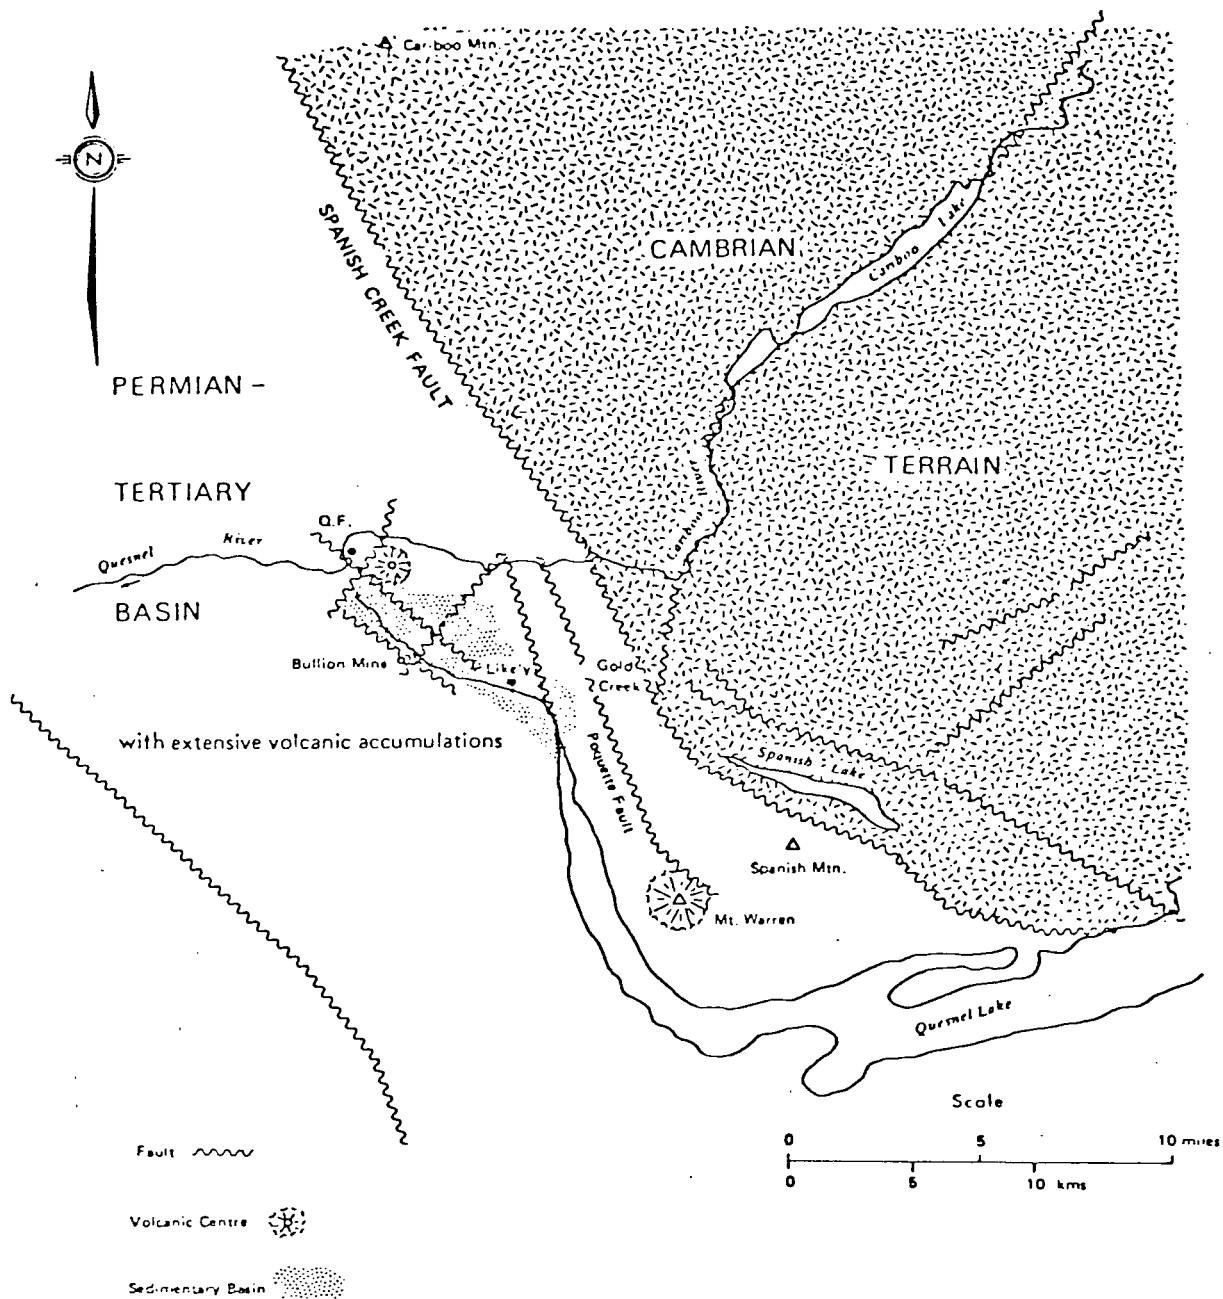 Cariboo Mtn.
N
SPANISH CREEK FAULT
CAMBRIAN
Cariboo Lake
PERMIAN -
TERRAIN
TERTIARY
Q.F.
Quesnel River
Cariboo River
BASIN
Bullion Mine
Likely
Gold
Creek
with extensive volcanic accumulations
Spanish Lake
Poquette Fault
Spanish Mtn.
Mt. Warren
Quesnel Lake
Scale
0 5 10 miles
0 5 10 kms
Fault
Volcanic Centre
Sedimentary Basin